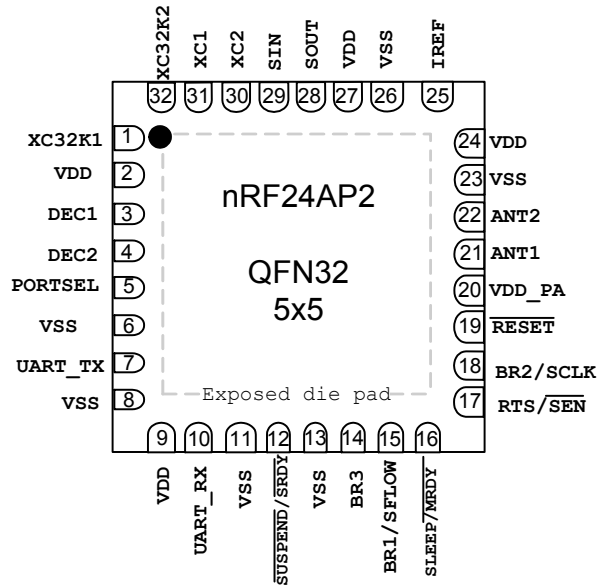 XC32K2
XC1
XC2
SIN
SOUT
VDD
VSS
IREF
32
31
30
29
28
27
26
25
XC32K1 1
VDD 2
DEC1 3
DEC2 4
PORTSEL 5
VSS 6
UART_TX 7
VSS 8
nRF24AP2
QFN32
5x5
Exposed die pad
24 VDD
23 VSS
22 ANT2
21 ANT1
20 VDD_PA
19 RESET
18 BR2/SCLK
17 RTS/SEN
9
10
11
12
13
14
15
16
VDD
UART_RX
VSS
SUSPEND/SRDY
VSS
BR3
BR1/SFLOW
SLEEP/MRDY